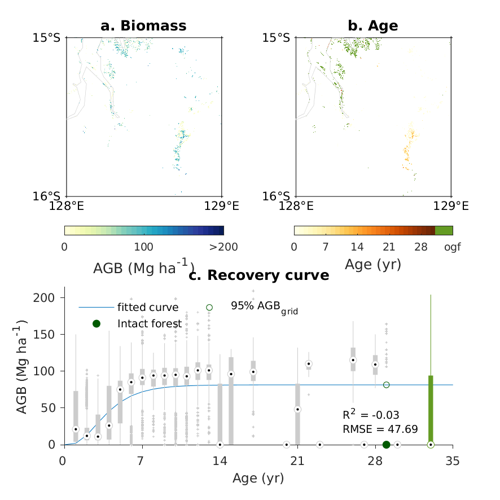 a. Biomass
b. Age
15°S
15°S
16°S
16°S
128°E
129°E
128°E
129°E
0
100
>200
0
7
14
21
28
ogf
AGB (Mg ha-1)
Age (yr)
c. Recovery curve
fitted curve
95% AGBgrid
Intact forest
200
150
100
50
0
AGB (Mg ha-1)
R2 = -0.03
RMSE = 47.69
0
7
14
21
28
35
Age (yr)